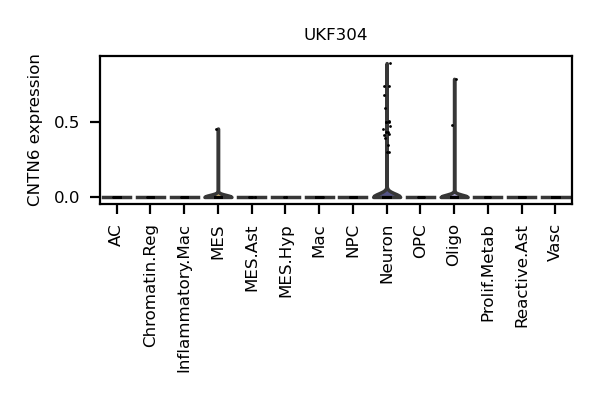 UKF304
CNTN6 expression
0.5
0.0
AC
Chromatin.Reg
Inflammatory.Mac
MES
MES.Ast
MES.Hyp
Mac
NPC
Neuron
OPC
Oligo
Prolif.Metab
Reactive.Ast
Vasc